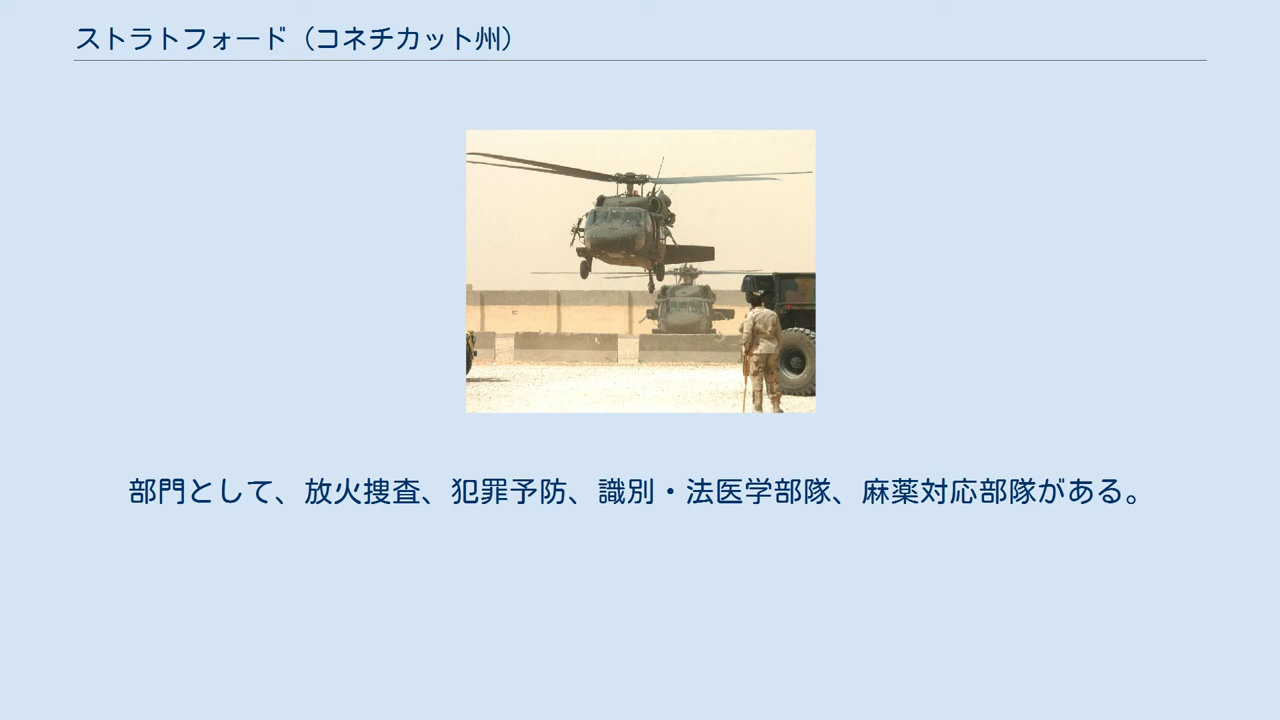 ストラトフォード（コネチカット州）
部門として、放火捜査、犯罪予防、識別・法医学部隊、麻薬対応部隊がある。